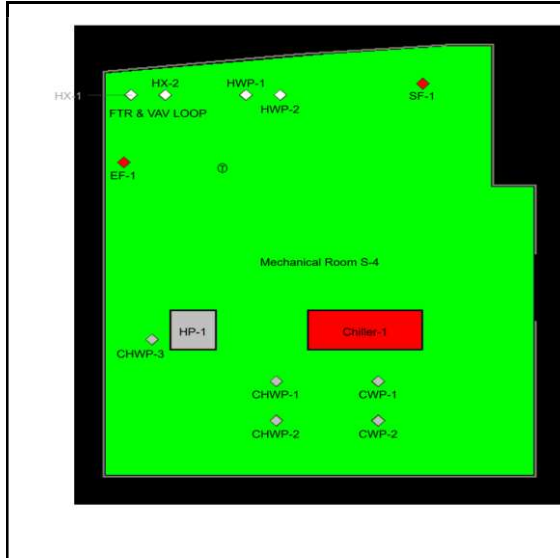 HX-2
HWP-1
HX-1
SF-1
HWP-2
FTR & VAV LOOP
T
EF-1
Mechanical Room S-4
HP-1
Chiller-1
CHWP-3
CHWP-1
CWP-1
CHWP-2
CWP-2